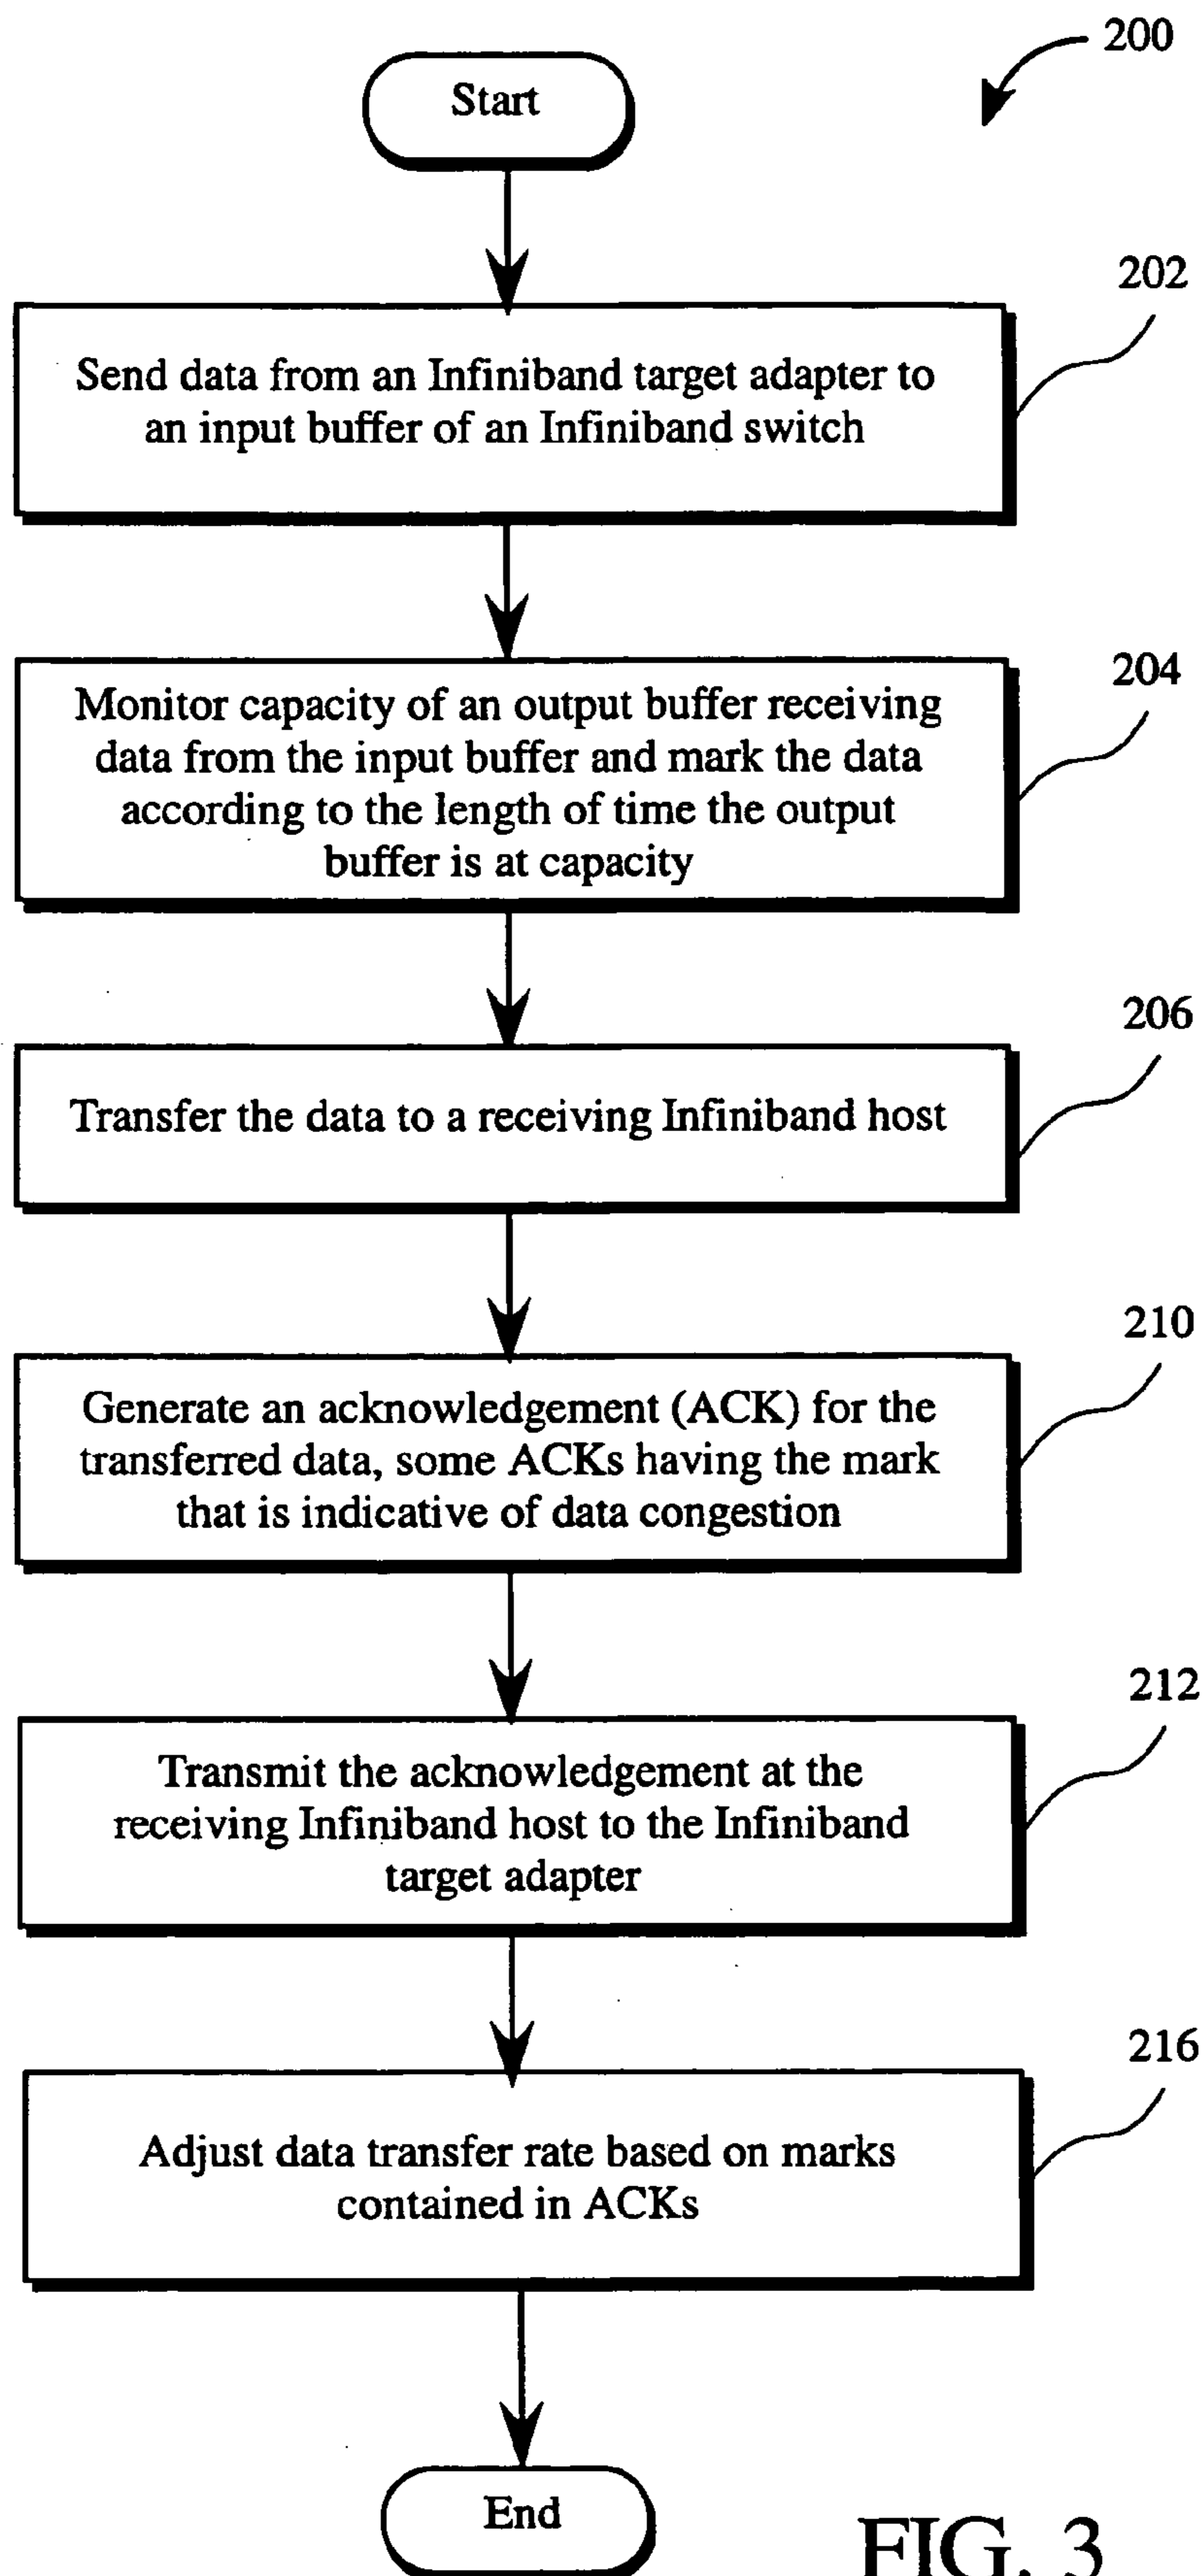 200
Start
202
Send data from an Infiniband target adapter to
an input buffer of an Infiniband switch
204
Monitor capacity of an output buffer receiving
data from the input buffer and mark the data
according to the length of time the output
buffer is at capacity
206
Transfer the data to a receiving Infiniband host
210
Generate an acknowledgement (ACK) for the
transferred data, some ACKs having the mark
that is indicative of data congestion
212
Transmit the acknowledgement at the
receiving Infiniband host to the Infiniband
target adapter
216
Adjust data transfer rate based on marks
contained in ACKs
End
FIG. 3